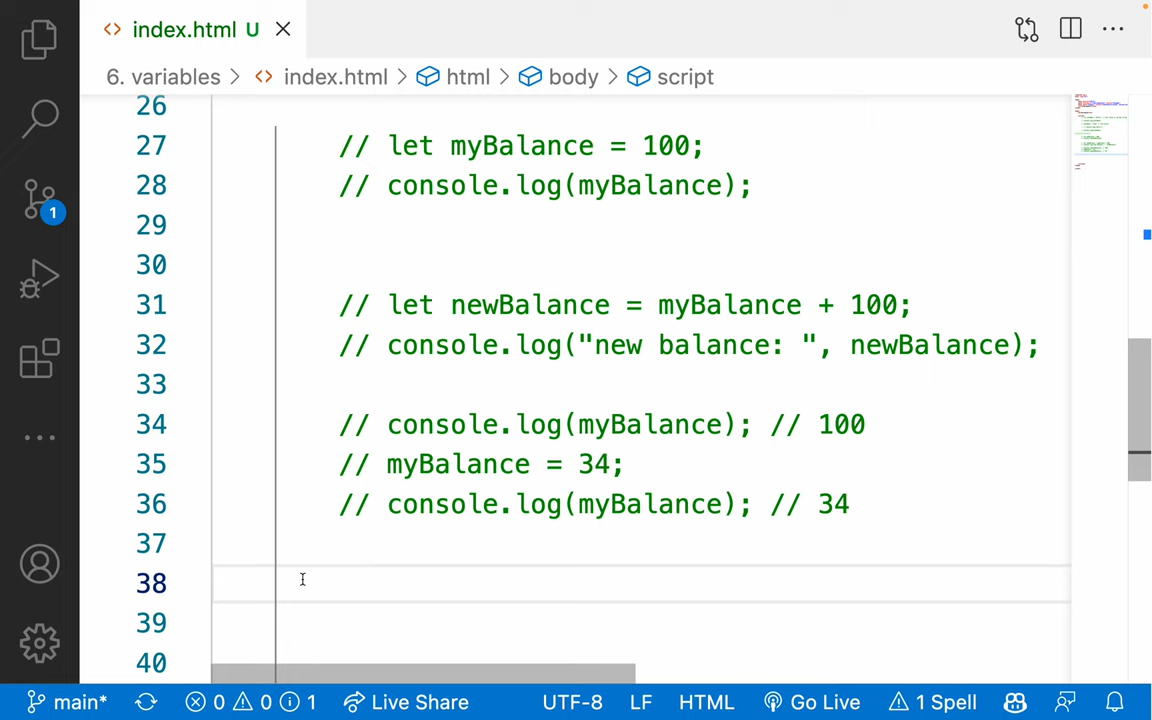 index.html U
6. variables > index.html > html > body > script
26
27 // let myBalance = 100;
28 // console.log(myBalance);
29
30
31 // let newBalance = myBalance + 100;
32 // console.log("new balance: ", newBalance);
33
34 // console.log(myBalance); // 100
35 // myBalance = 34;
36 // console.log(myBalance); // 34
37
38
39
40
1
main* 0 0 1 Live Share UTF-8 LF HTML Go Live 1 Spell